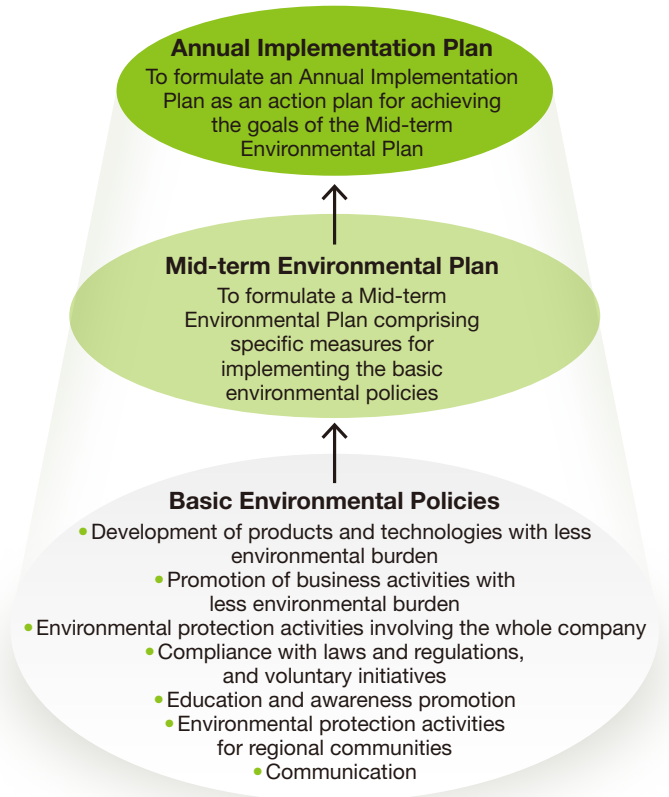 Annual Implementation Plan
To formulate an Annual Implementation
Plan as an action plan for achieving
the goals of the Mid-term
Environmental Plan
Mid-term Environmental Plan
To formulate a Mid-term
Environmental Plan comprising
specific measures for
implementing the basic
environmental policies
Basic Environmental Policies
•Development of products and technologies with less
environmental burden
•Promotion of business activities with
less environmental burden
•Environmental protection activities involving the whole company
•Compliance with laws and regulations,
and voluntary initiatives
•Education and awareness promotion
•Environmental protection activities
for regional communities
•Communication